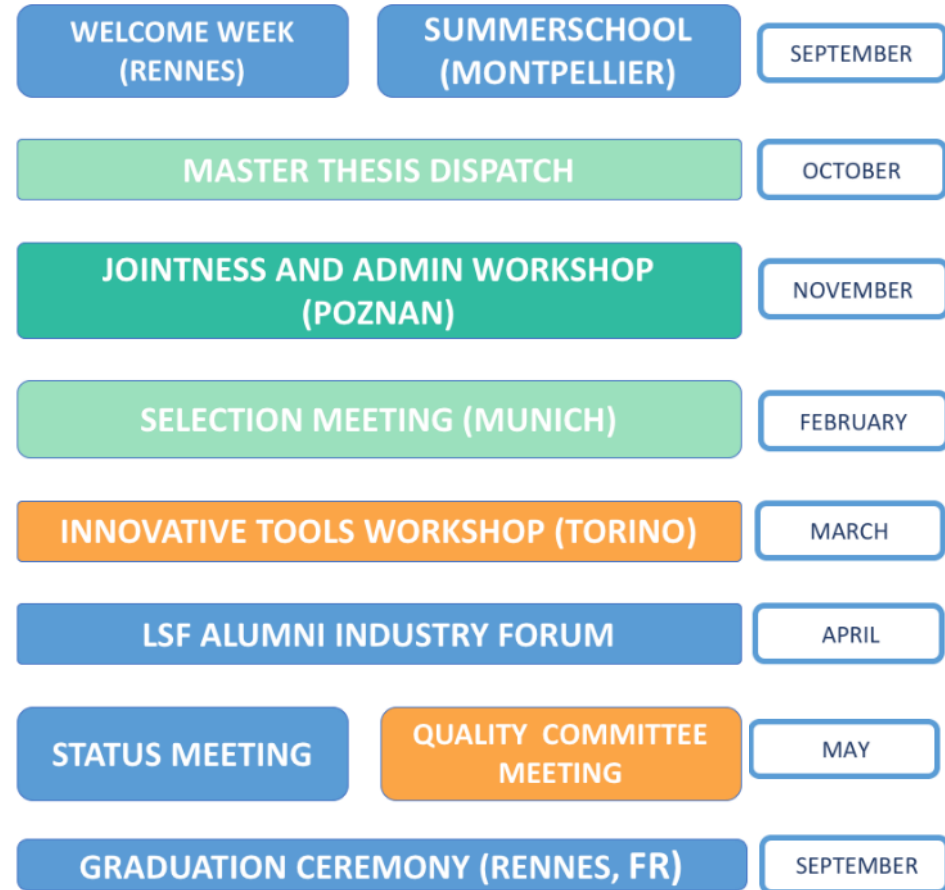 WELCOME WEEK
(RENNES)
SUMMERSCHOOL
(MONTPELLIER)
SEPTEMBER
MASTER THESIS DISPATCH
OCTOBER
JOINTNESS AND ADMIN WORKSHOP
(POZNAN)
NOVEMBER
SELECTION MEETING (MUNICH)
FEBRUARY
INNOVATIVE TOOLS WORKSHOP (TORINO)
MARCH
LSF ALUMNI INDUSTRY FORUM
APRIL
STATUS MEETING
QUALITY COMMITTEE
MEETING
MAY
GRADUATION CEREMONY (RENNES, FR)
SEPTEMBER